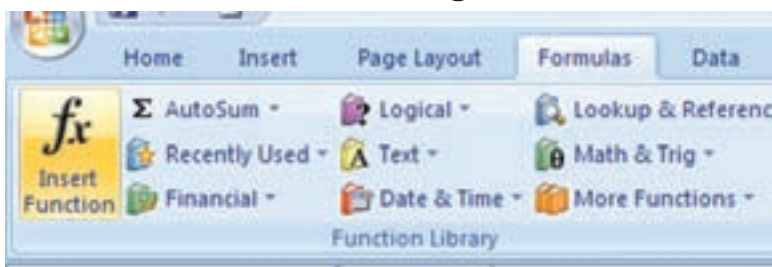 Home Insert Page Layout Formulas Data
fx Insert Function
Σ AutoSum
Recently Used
Financial
Logical
A Text
Date & Time
Lookup & Referenc
θ Math & Trig
More Functions
Function Library